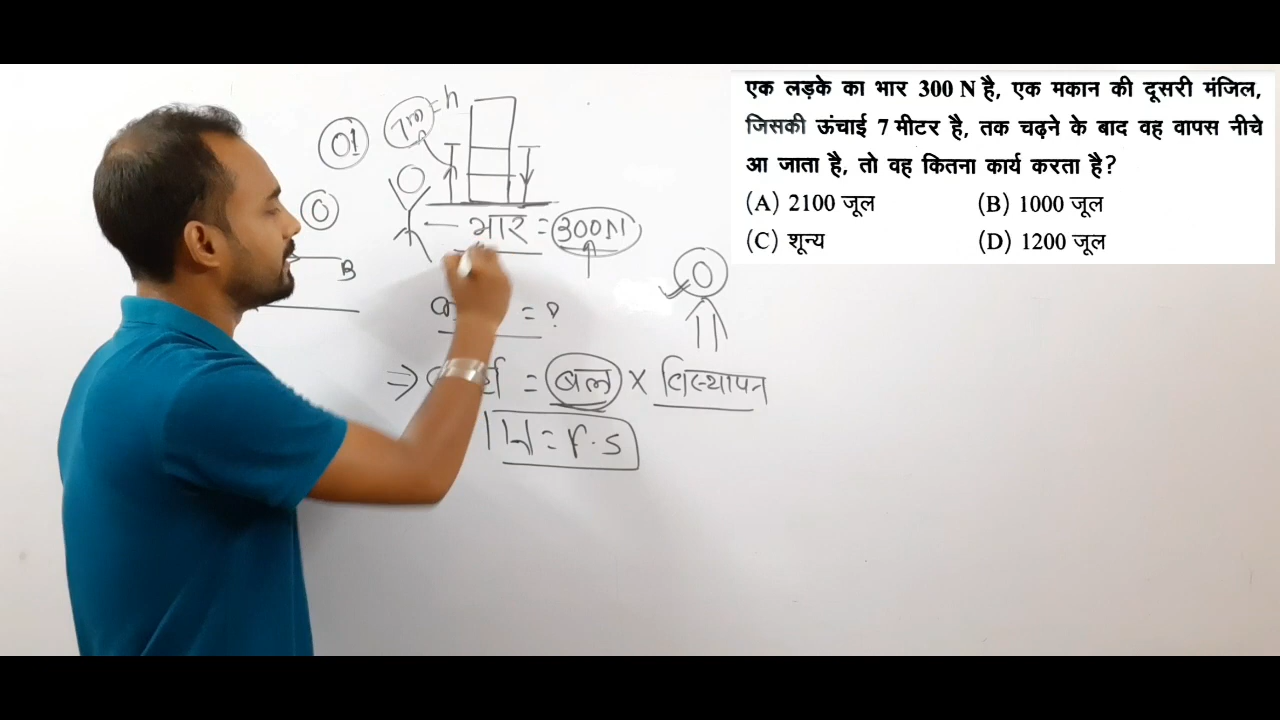 एक लड़के का भार 300 N है, एक मकान की दूसरी मंजिल,
जिसकी ऊंचाई 7 मीटर है, तक चढ़ने के बाद वह वापस नीचे
आ जाता है, तो वह कितना कार्य करता है?
(A) 2100 जूल (B) 1000 जूल
(C) शून्य (D) 1200 जूल
7m = h
01
0
भार = 300N
B
= ?
= बल × विस्थापन
W = F.S